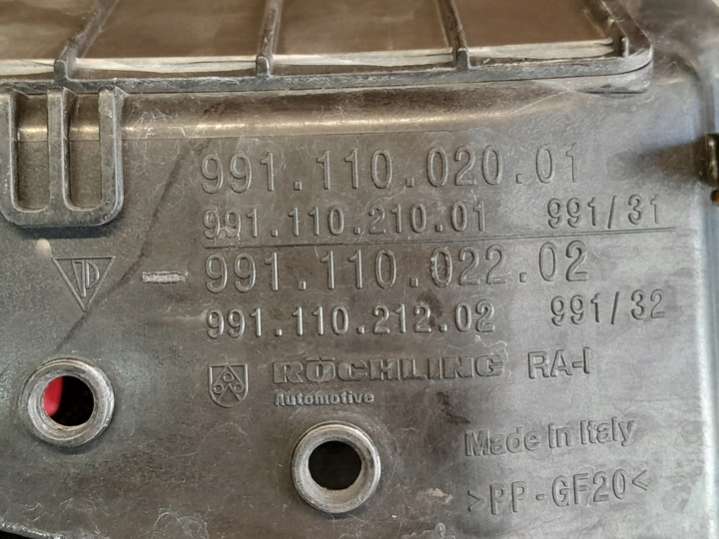 991.110.020.01
991.110.210.01 991/31
991.110.022.02
991.110.212.02 991/32
RÖCHLING RA-I
Automotive
Made in Italy
>PP-GF20<